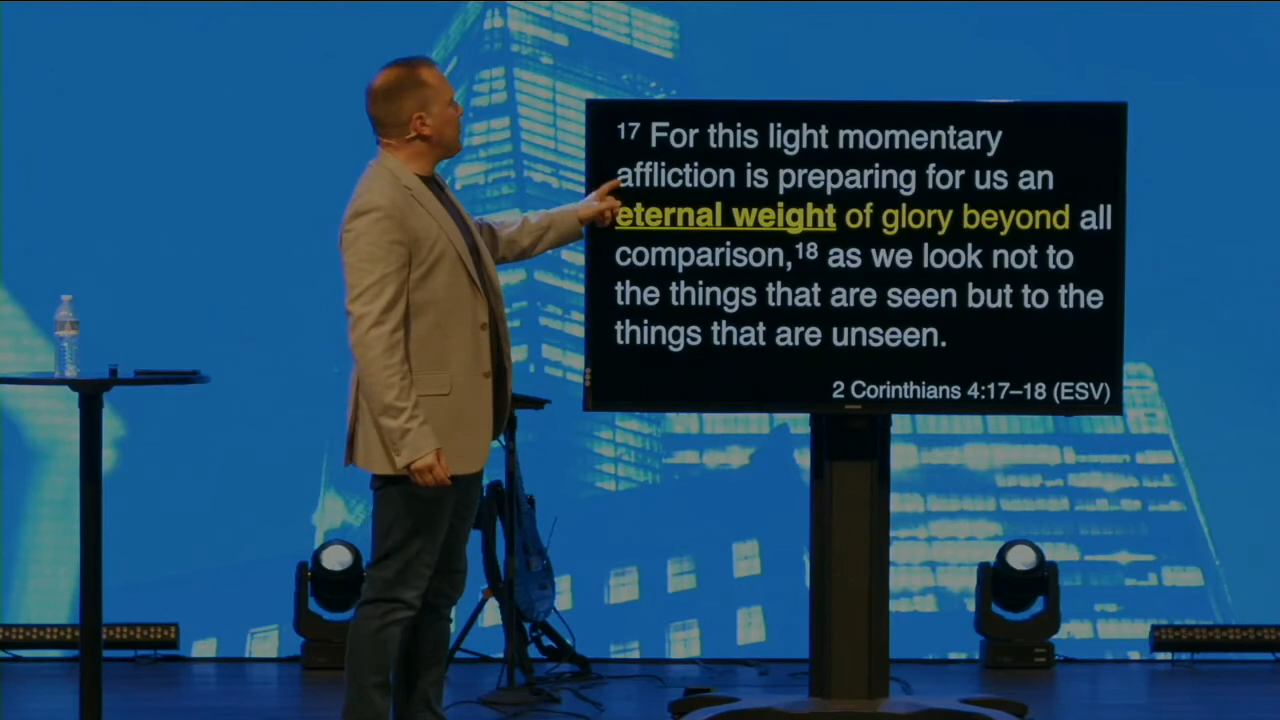 17 For this light momentary
affliction is preparing for us an
eternal weight of glory beyond all
comparison,18 as we look not to
the things that are seen but to the
things that are unseen.
2 Corinthians 4:17–18 (ESV)